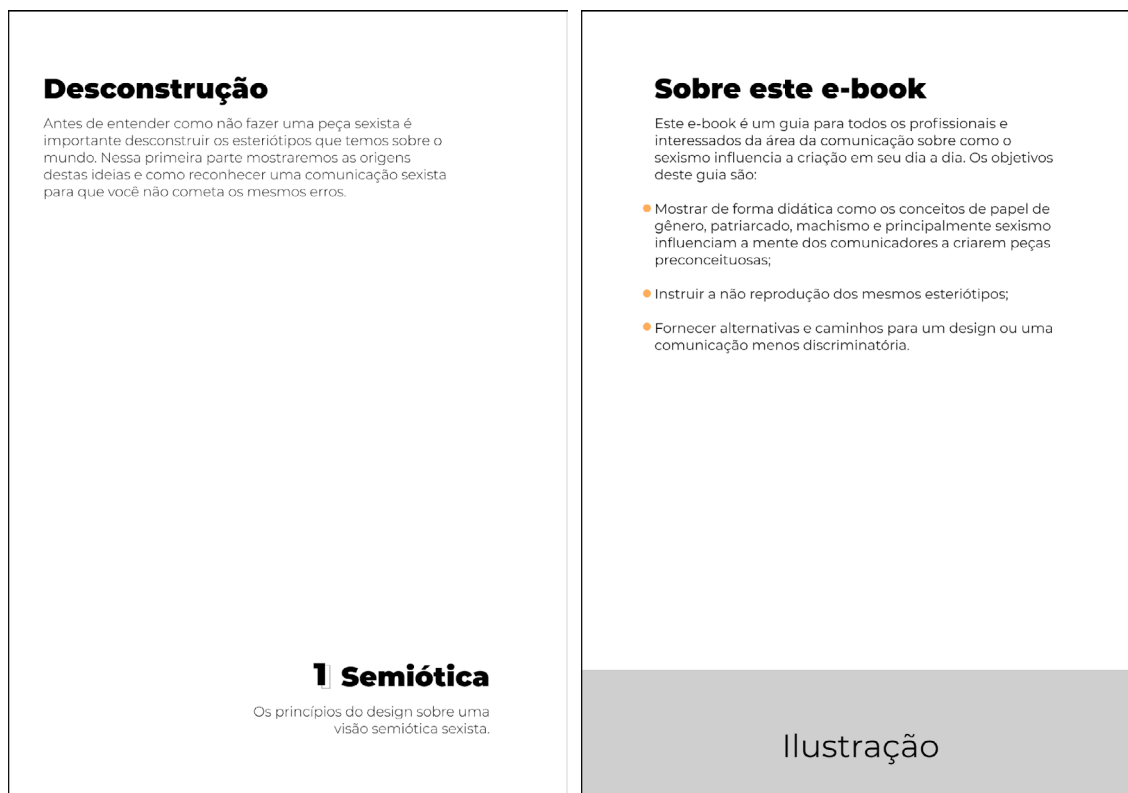 Desconstrução
Antes de entender como não fazer uma peça sexista é
importante desconstruir os esteriótipos que temos sobre o
mundo. Nessa primeira parte mostraremos as origens
destas ideias e como reconhecer uma comunicação sexista
para que você não cometa os mesmos erros.
1 Semiótica
Os princípios do design sobre uma
visão semiótica sexista.
Sobre este e-book
Este e-book é um guia para todos os profissionais e
interessados da área da comunicação sobre como o
sexismo influencia a criação em seu dia a dia. Os objetivos
deste guia são:
Mostrar de forma didática como os conceitos de papel de
gênero, patriarcado, machismo e principalmente sexismo
influenciam a mente dos comunicadores a criarem peças
preconceituosas;
Instruir a não reprodução dos mesmos esteriótipos;
Fornecer alternativas e caminhos para um design ou uma
comunicação menos discriminatória.
Ilustração